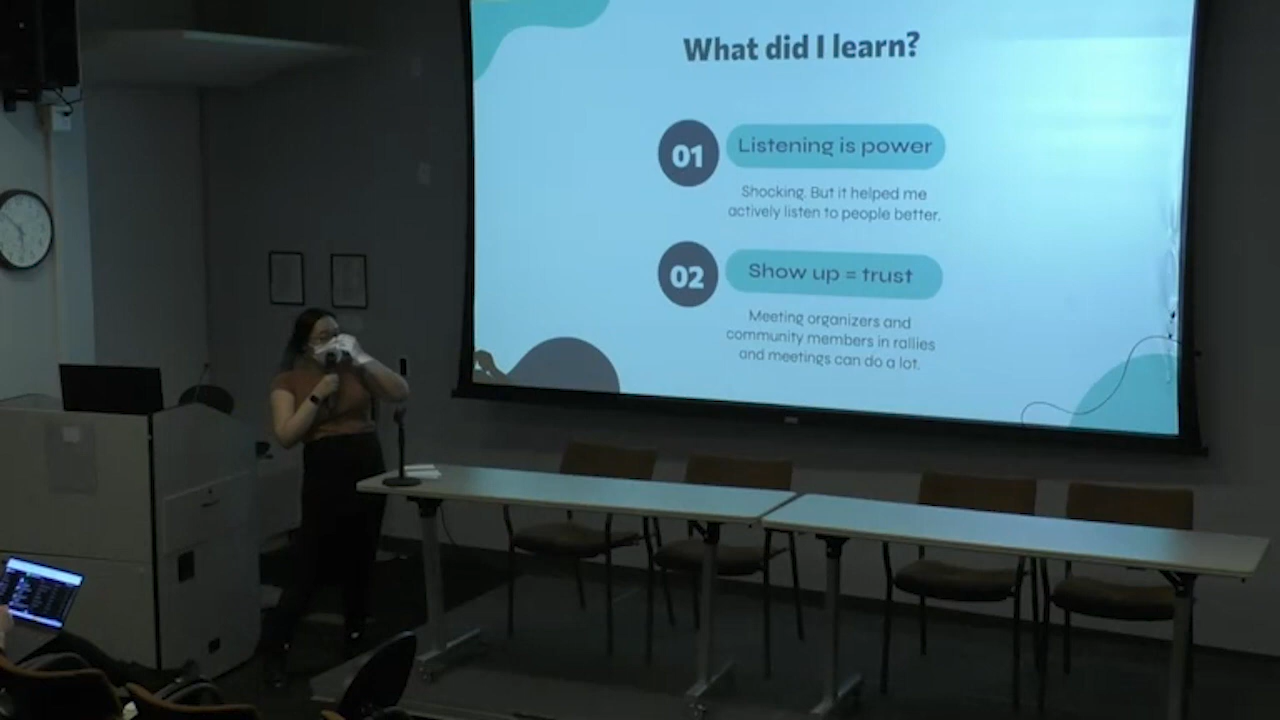 What did I learn?
01
Listening is power
Shocking. But it helped me
actively listen to people better.
02
Show up = trust
Meeting organizers and
community members in rallies
and meetings can do a lot.